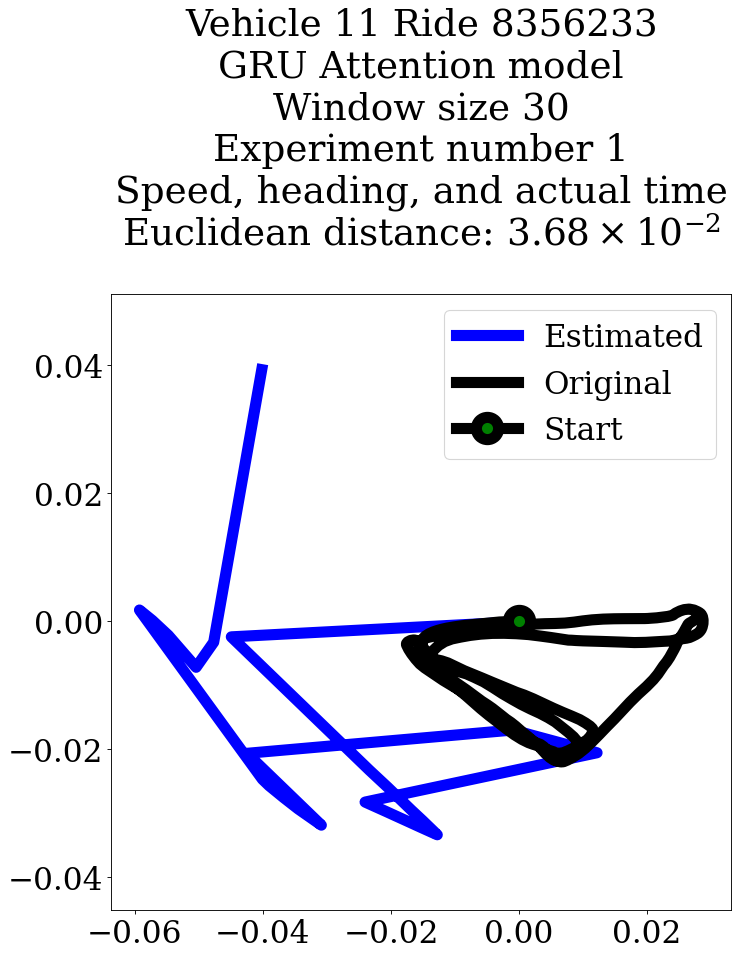 Vehicle 11 Ride 8356233
GRU Attention model
Window size 30
Experiment number 1
Speed, heading, and actual time
Euclidean distance: 3.68 × 10⁻²
Estimated
Original
Start
0.04
0.02
0.00
−0.02
−0.04
−0.06 −0.04 −0.02 0.00 0.02